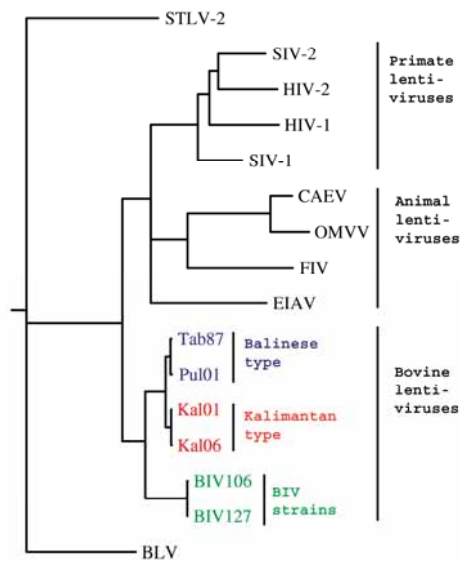 STLV-2
SIV-2
HIV-2
HIV-1
SIV-1
Primate
lenti-
viruses
CAEV
OMVV
FIV
EIAV
Animal
lenti-
viruses
Tab87
Pul01
Balinese
type
Kal01
Kal06
Kalimantan
type
BIV106
BIV127
BIV
strains
Bovine
lenti-
viruses
BLV